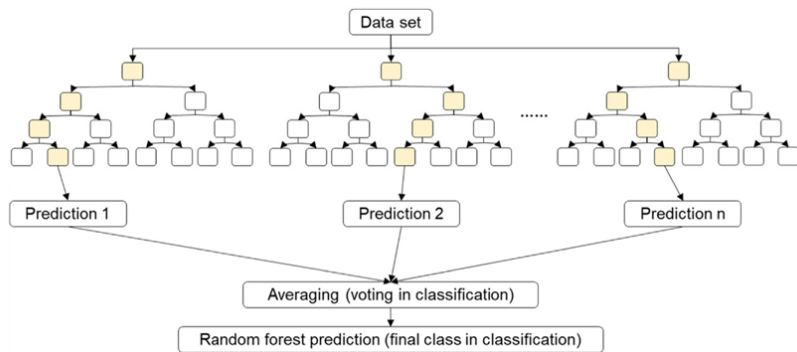 Data set
......
Prediction 1
Prediction 2
Prediction n
Averaging (voting in classification)
Random forest prediction (final class in classification)